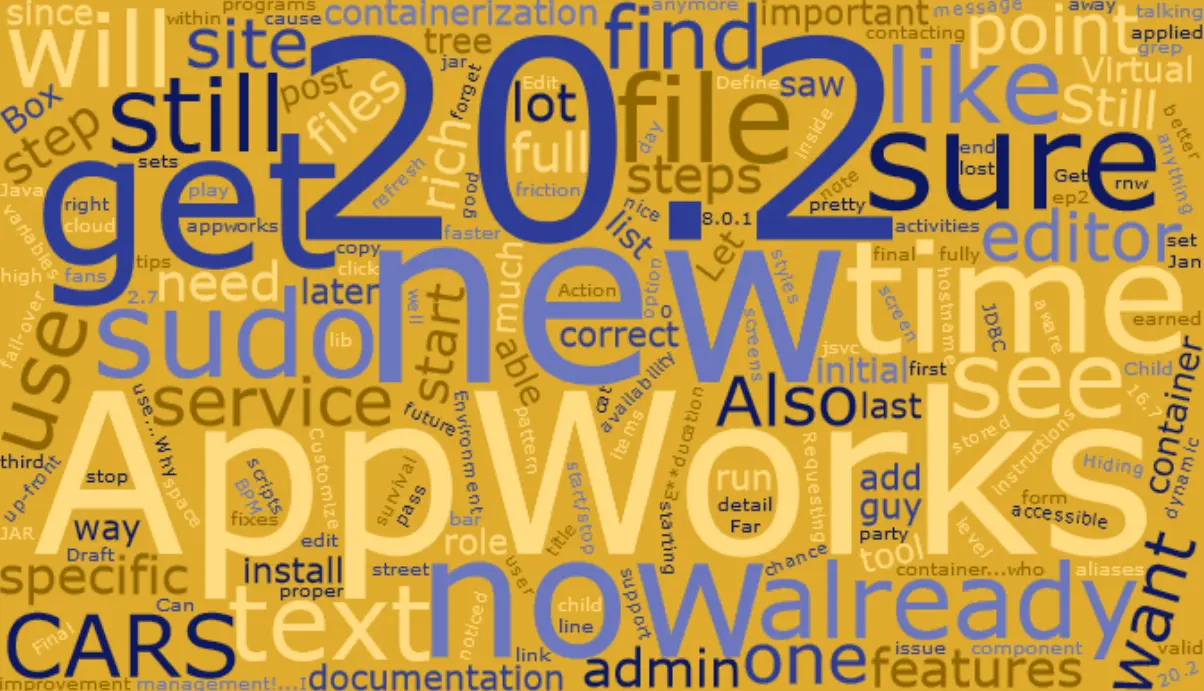 since
programs
within
cause
containerization
anymore
message
away
talking
will
site
tree
find
important
contacting
point
applied
grep
jar
Edit
Define
saw
like
Virtual
Box
still
post
files
forget
lot
file
20.2
Still
better
step
sets
rich
full
day
inside
sure
end
lost
anything
Java
get
play
refresh
good
friction
steps
note
Get
rnw
ep2
right
cloud
appworks
nice
list
8.0.1
pretty
activities
editor
set
Jan
variables
tips
copy
faster
Let
final
fully
high
fans
need
click
new
option
styles
time
2.7
later
much
Action
o
screen
hostname
JDBC
aware
earned
fail-over
use
sudo
lib
well
start
able
correct
screens
jsvc
initial
first
see
Child
16.7
service
use...Why
future
Environment
cat
availability
Also
last
container
third
up-front
AppWorks
pattern
items
E**ducation
Requesting
stored
Instructions
Hiding
dynamic
stop
space
scripts
BPM
Customize
survival
pass
start/stop
starting
run
detail
Far
add
guy
form
accessible
JAR
way
fixes
edit
bar
role
title
party
tool
level
Draft
install
street
user
chance
container...who
aliases
specific
proper
now
support
already
want
Can
CARS
text
noticed
child
line
Final
link
admin
one
issue
component
features
valid
20.2.
improvement
management!...I
documentation